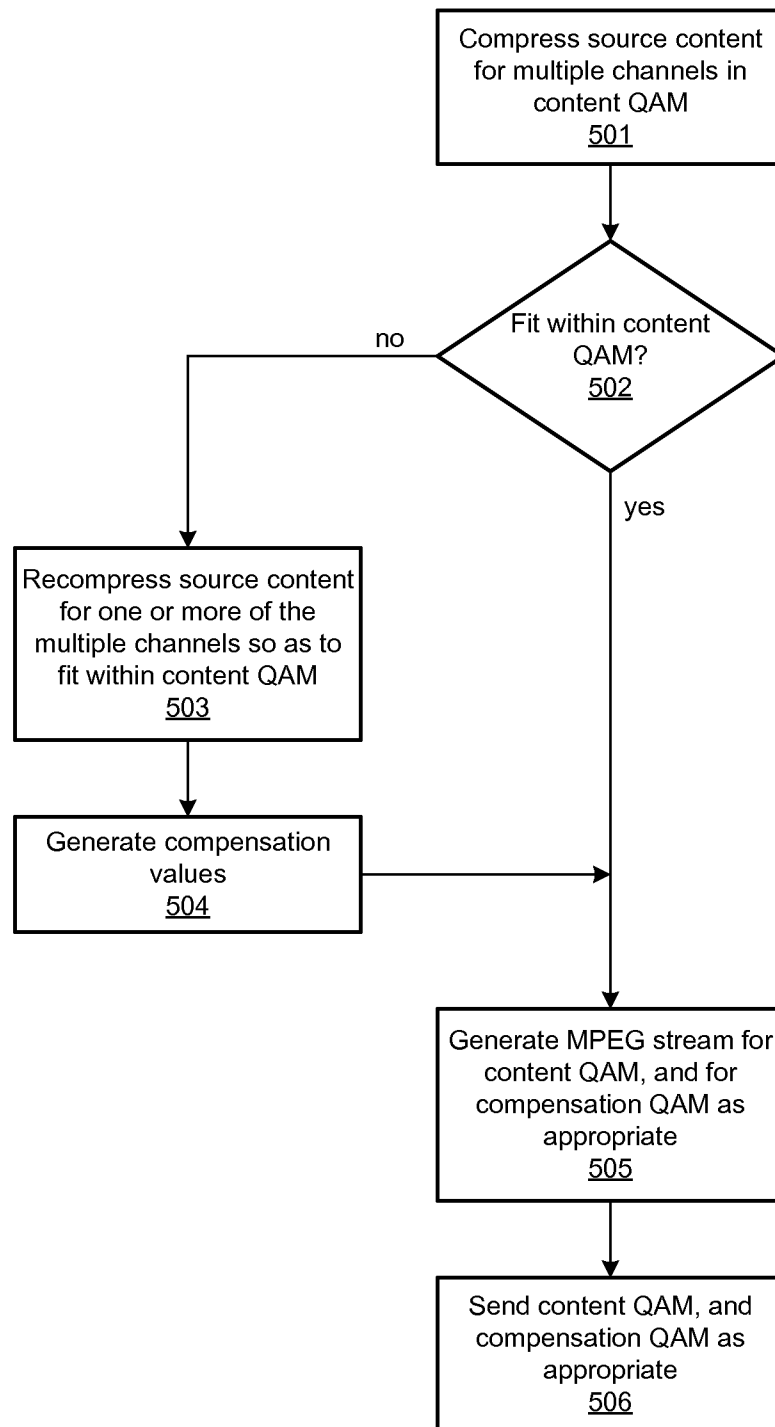 Compress source content
for multiple channels in
content QAM
501
Fit within content
QAM?
502
no
yes
Recompress source content
for one or more of the
multiple channels so as to
fit within content QAM
503
Generate compensation
values
504
Generate MPEG stream for
content QAM, and for
compensation QAM as
appropriate
505
Send content QAM, and
compensation QAM as
appropriate
506